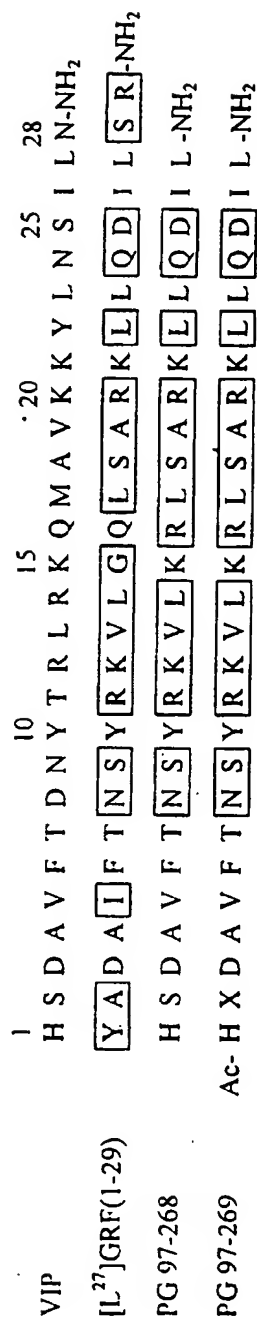 1 10 15 20 25 28
VIP H S D A V F T D N Y T R L R K Q M A V K K Y L N S I L N-NH₂
[L²⁷]GRF(1-29) Y A D A I F T N S Y R K V L G Q L S A R K L L Q D I L S R-NH₂
PG 97-268 H S D A V F T N S Y R K V L K R L S A R K L L Q D I L -NH₂
PG 97-269 Ac- H X D A V F T N S Y R K V L K R L S A R K L L Q D I L -NH₂